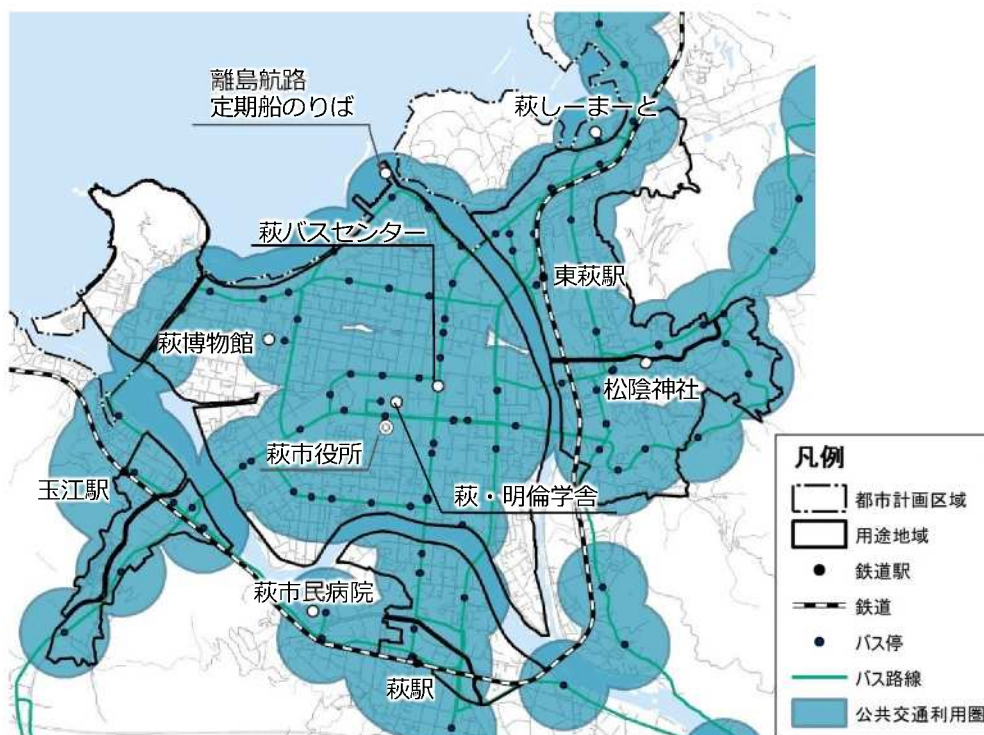 離島航路
定期船のりば
萩しーまーと
萩バスセンター
東萩駅
萩博物館
松陰神社
萩市役所
玉江駅
萩・明倫学舎
萩市民病院
萩駅
凡例
都市計画区域
用途地域
鉄道駅
鉄道
バス停
バス路線
公共交通利用圏